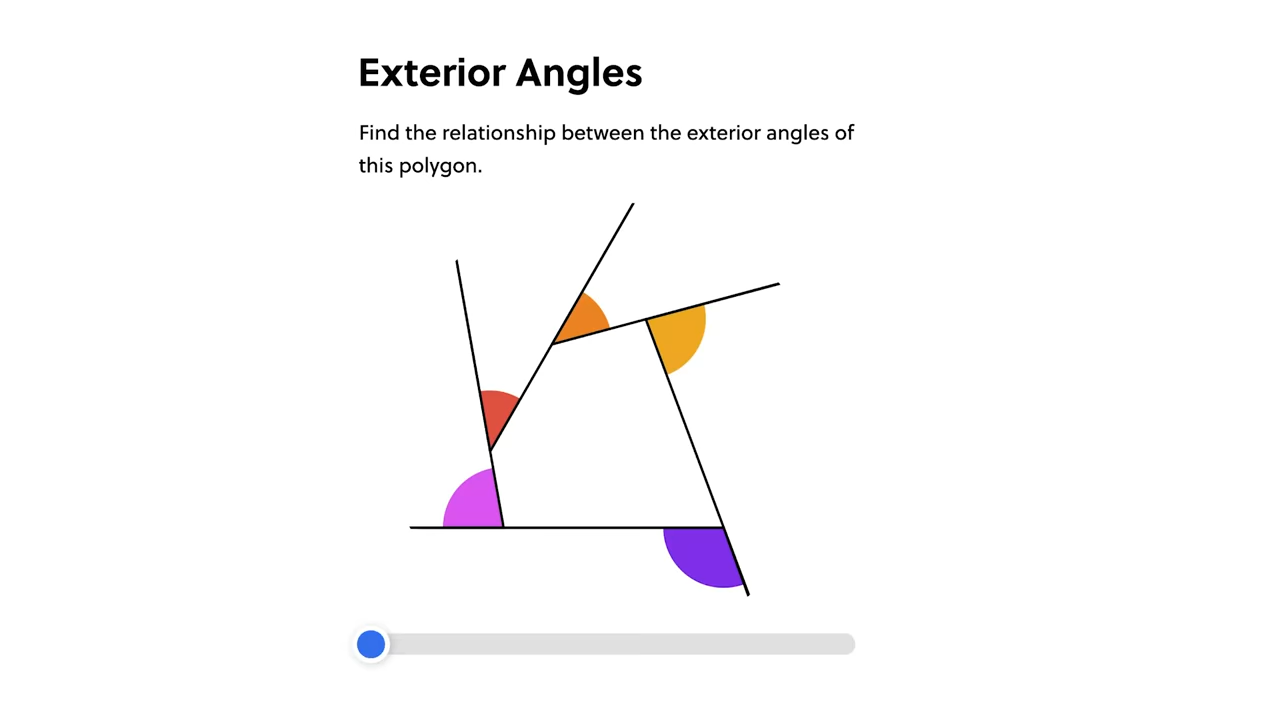 Exterior Angles
Find the relationship between the exterior angles of
this polygon.